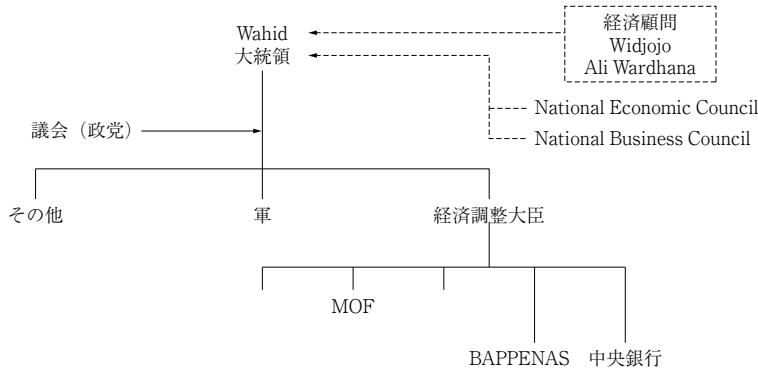 Wahid
大統領
経済顧問
Widjojo
Ali Wardhana
National Economic Council
National Business Council
議会（政党）
その他
軍
経済調整大臣
MOF
BAPPENAS
中央銀行